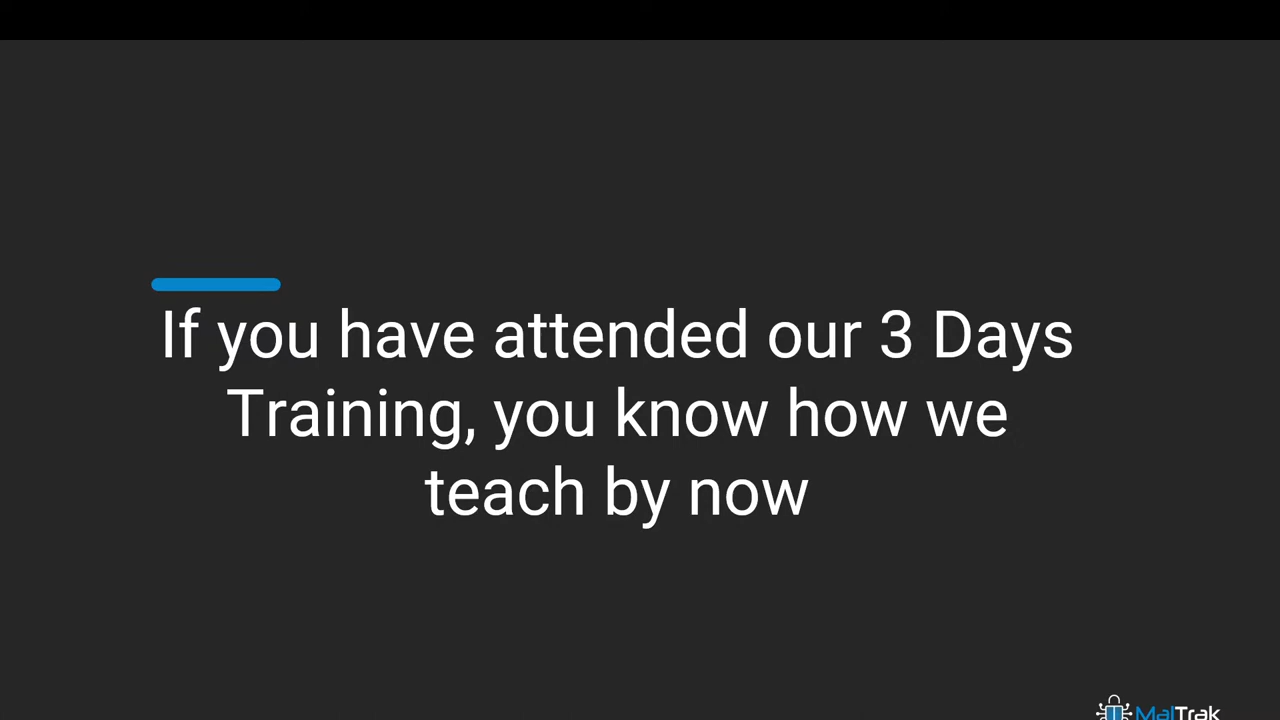 If you have attended our 3 Days
Training, you know how we
teach by now
MalTrak